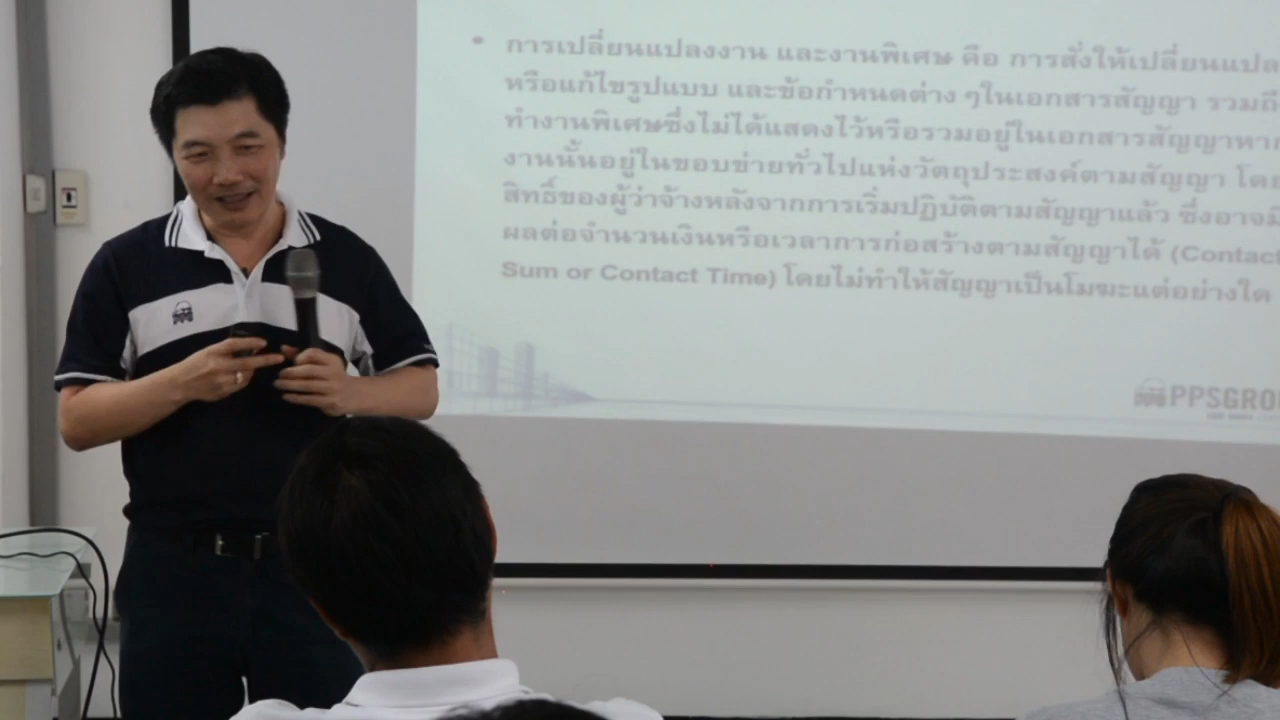 • การเปลี่ยนแปลงงาน และงานพิเศษ คือ การสั่งให้เปลี่ยนแปล
หรือแก้ไขรูปแบบ และข้อกำหนดต่าง ๆในเอกสารสัญญา รวมถึ
ทำงานพิเศษซึ่งไม่ได้แสดงไว้หรือรวมอยู่ในเอกสารสัญญาหาก
งานนั้นอยู่ในขอบข่ายทั่วไปแห่งวัตถุประสงค์ตามสัญญา โดย
สิทธิ์ของผู้ว่าจ้างหลังจากการเริ่มปฏิบัติตามสัญญาแล้ว ซึ่งอาจมี
ผลต่อจำนวนเงินหรือเวลาการก่อสร้างตามสัญญาได้ (Contact
Sum or Contact Time) โดยไม่ทำให้สัญญาเป็นโมฆะแต่อย่างใด
PPSGRO